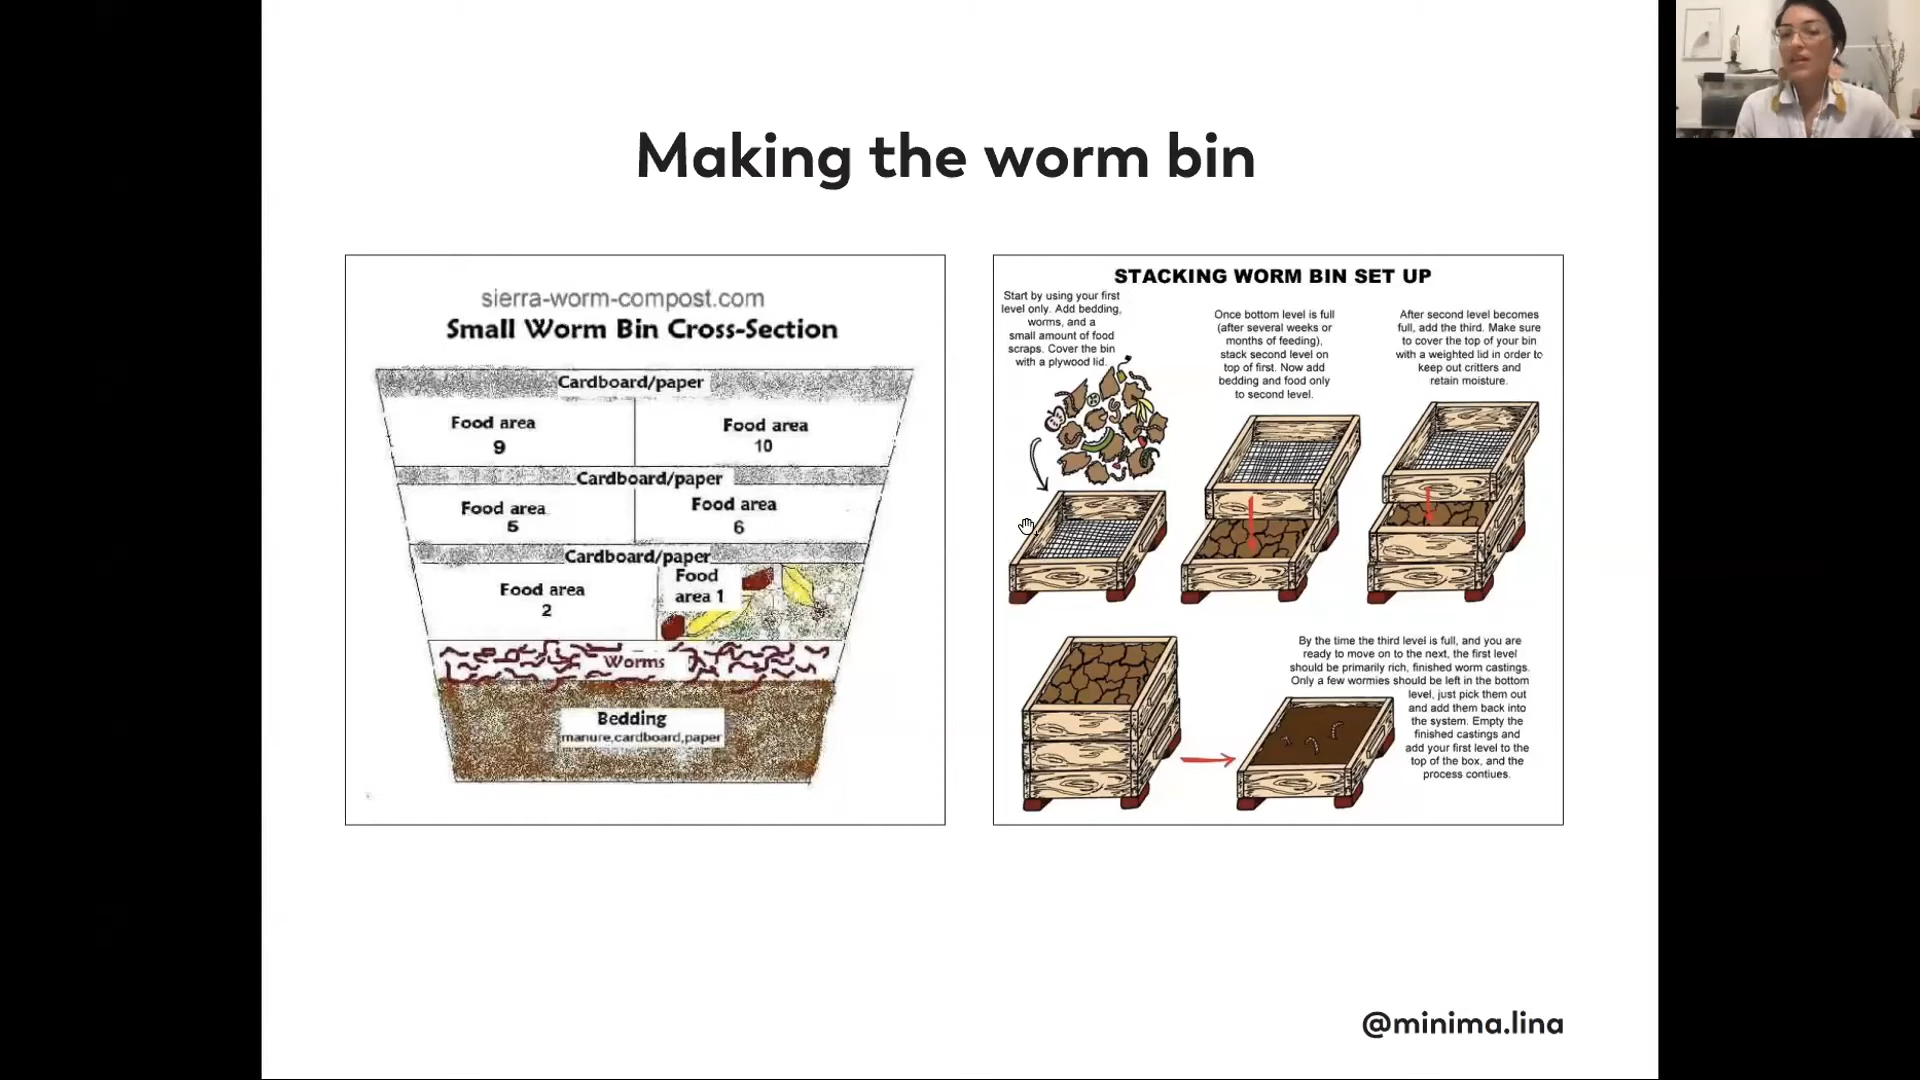 Making the worm bin
sierra-worm-compost.com
Small Worm Bin Cross-Section
Cardboard/paper
Food area
9
Food area
10
Cardboard/paper
Food area
5
Food area
6
Cardboard/paper
Food area
2
Food
area 1
Worms
Bedding
manure,cardboard,paper
STACKING WORM BIN SET UP
Start by using your first
level only. Add bedding,
worms, and a
small amount of food
scraps. Cover the bin
with a plywood lid.
Once bottom level is full
(after several weeks or
months of feeding),
stack second level on
top of first. Now add
bedding and food only
to second level.
After second level becomes
full, add the third. Make sure
to cover the top of your bin
with a weighted lid in order to
keep out critters and
retain moisture.
By the time the third level is full, and you are
ready to move on to the next, the first level
should be primarily rich, finished worm castings.
Only a few wormies should be left in the bottom
level, just pick them out
and add them back into
the system. Empty the
finished castings and
add your first level to the
top of the box, and the
process contiues.
@minima.lina